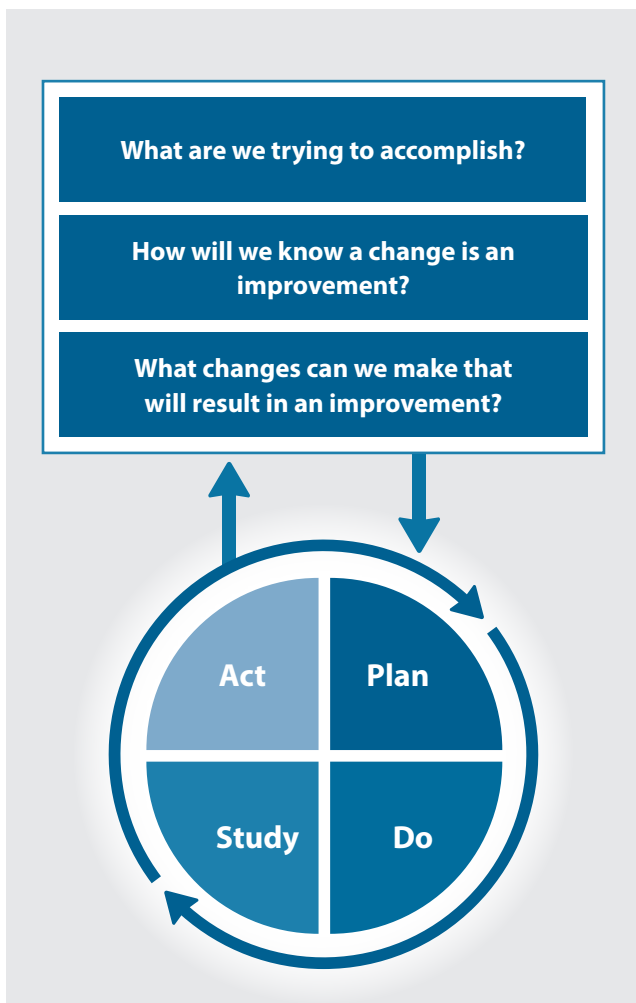 What are we trying to accomplish?
How will we know a change is an
improvement?
What changes can we make that
will result in an improvement?
Act
Plan
Study
Do